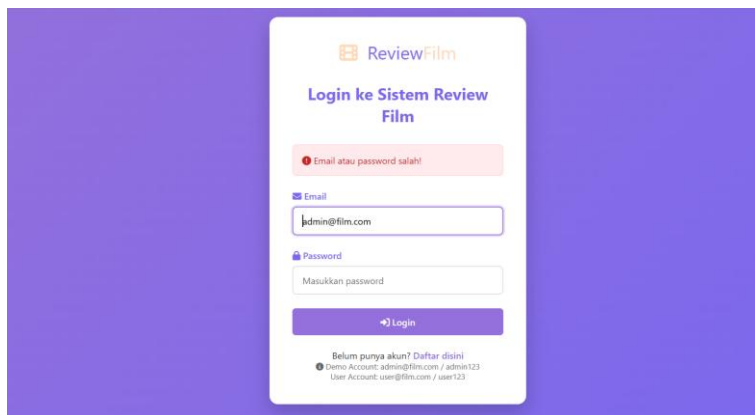 ReviewFilm
Login ke Sistem Review
Film
Email atau password salah!
Email
admin@film.com
Password
Masukkan password
Login
Belum punya akun? Daftar disini
Demo Account: admin@film.com / admin123
User Account: user@film.com / user123